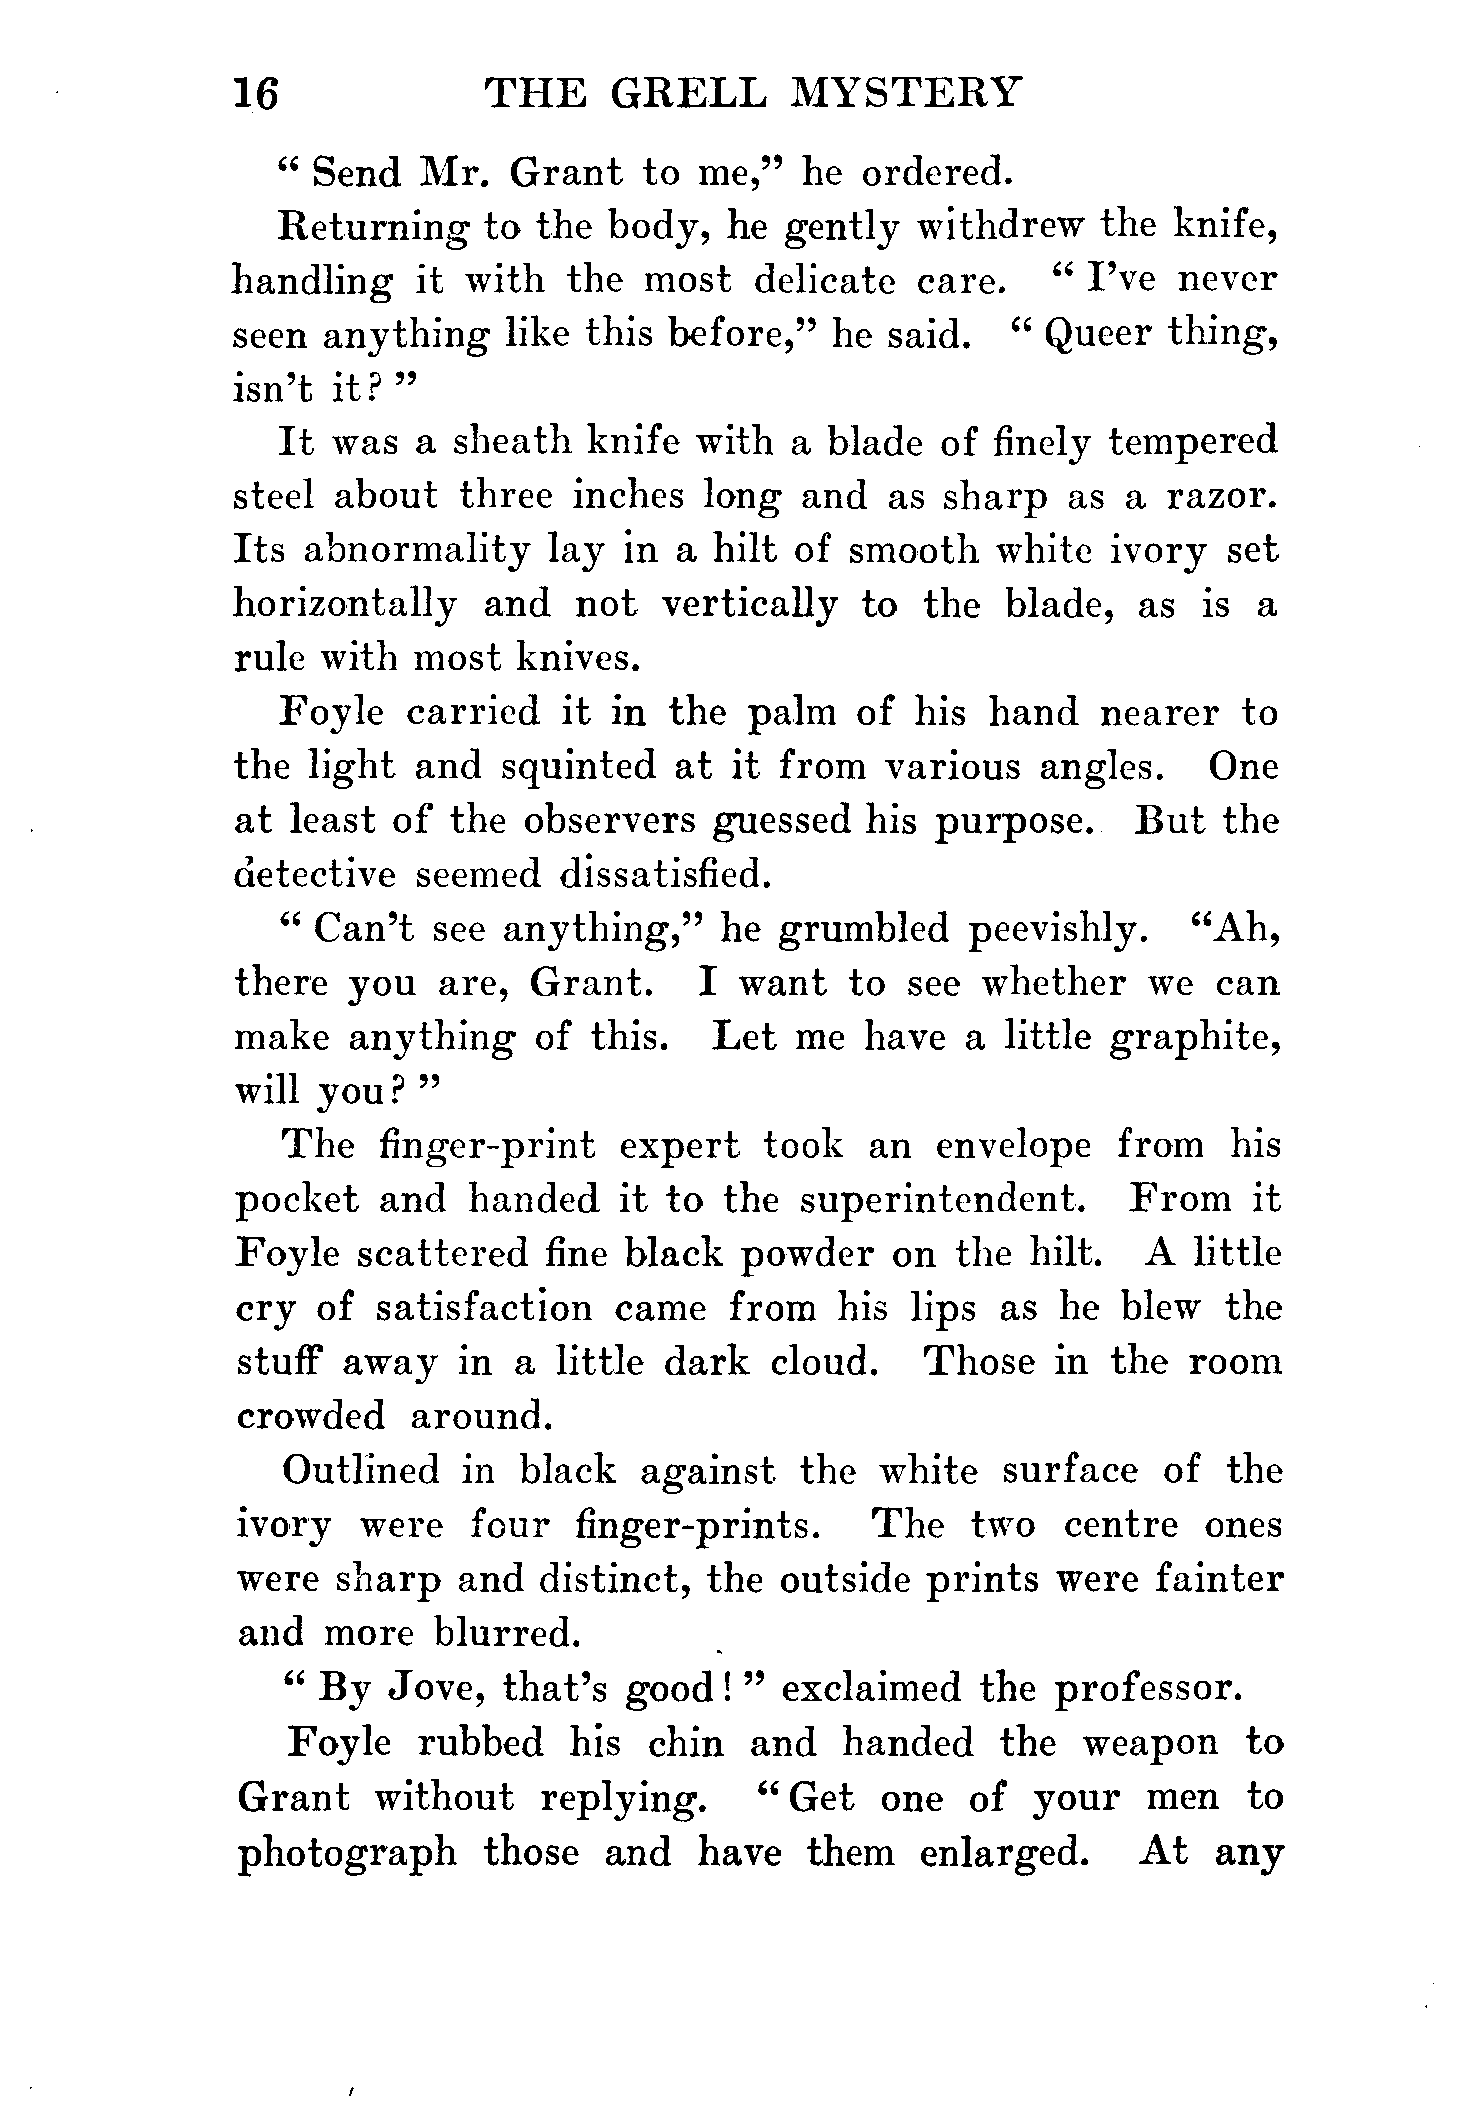 16 THE GRELL MYSTERY
“ Send Mr. Grant to me,” he ordered.
Returning to the body, he gently withdrew the knife,
handling it with the most delicate care. “ I’ve never
seen anything like this before,” he said. “ Queer thing,
isn’t it? ”
It was a sheath knife with a blade of finely tempered
steel about three inches long and as sharp as a razor.
Its abnormality lay in a hilt of smooth white ivory set
horizontally and not vertically to the blade, as is a
rule with most knives.
Foyle carried it in the palm of his hand nearer to
the light and squinted at it from various angles. One
at least of the observers guessed his purpose. But the
detective seemed dissatisfied.
“ Can’t see anything,” he grumbled peevishly. “Ah,
there you are, Grant. I want to see whether we can
make anything of this. Let me have a little graphite,
will you? ”
The finger-print expert took an envelope from his
pocket and handed it to the superintendent. From it
Foyle scattered fine black powder on the hilt. A little
cry of satisfaction came from his lips as he blew the
stuff away in a little dark cloud. Those in the room
crowded around.
Outlined in black against the white surface of the
ivory were four finger-prints. The two centre ones
were sharp and distinct, the outside prints were fainter
and more blurred.
“ By Jove, that’s good! ” exclaimed the professor.
Foyle rubbed his chin and handed the weapon to
Grant without replying. “ Get one of your men to
photograph those and have them enlarged. At any